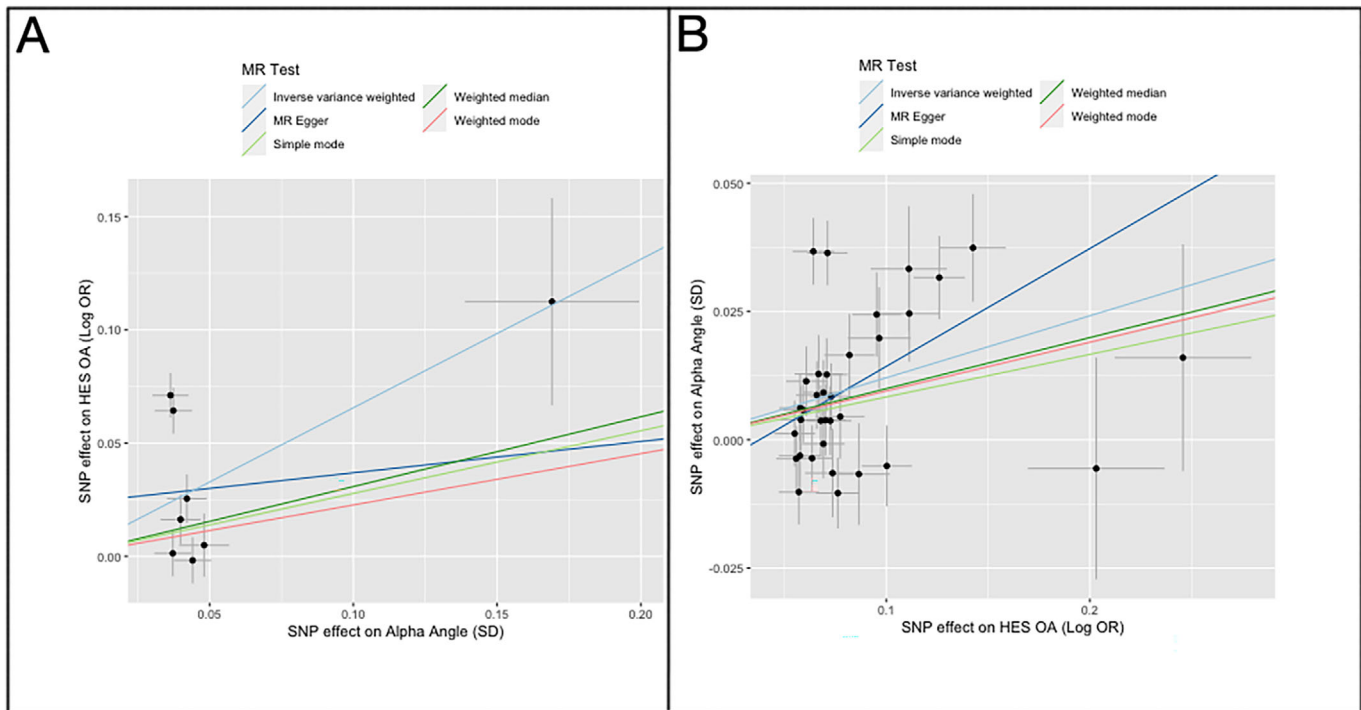 A
MR Test
Inverse variance weighted
Weighted median
MR Egger
Weighted mode
Simple mode
SNP effect on HES OA (Log OR)
0.15
0.10
0.05
0.00
0.05
0.10
0.15
0.20
SNP effect on Alpha Angle (SD)
B
MR Test
Inverse variance weighted
Weighted median
MR Egger
Weighted mode
Simple mode
SNP effect on Alpha Angle (SD)
0.050
0.025
0.000
-0.025
0.1
0.2
SNP effect on HES OA (Log OR)